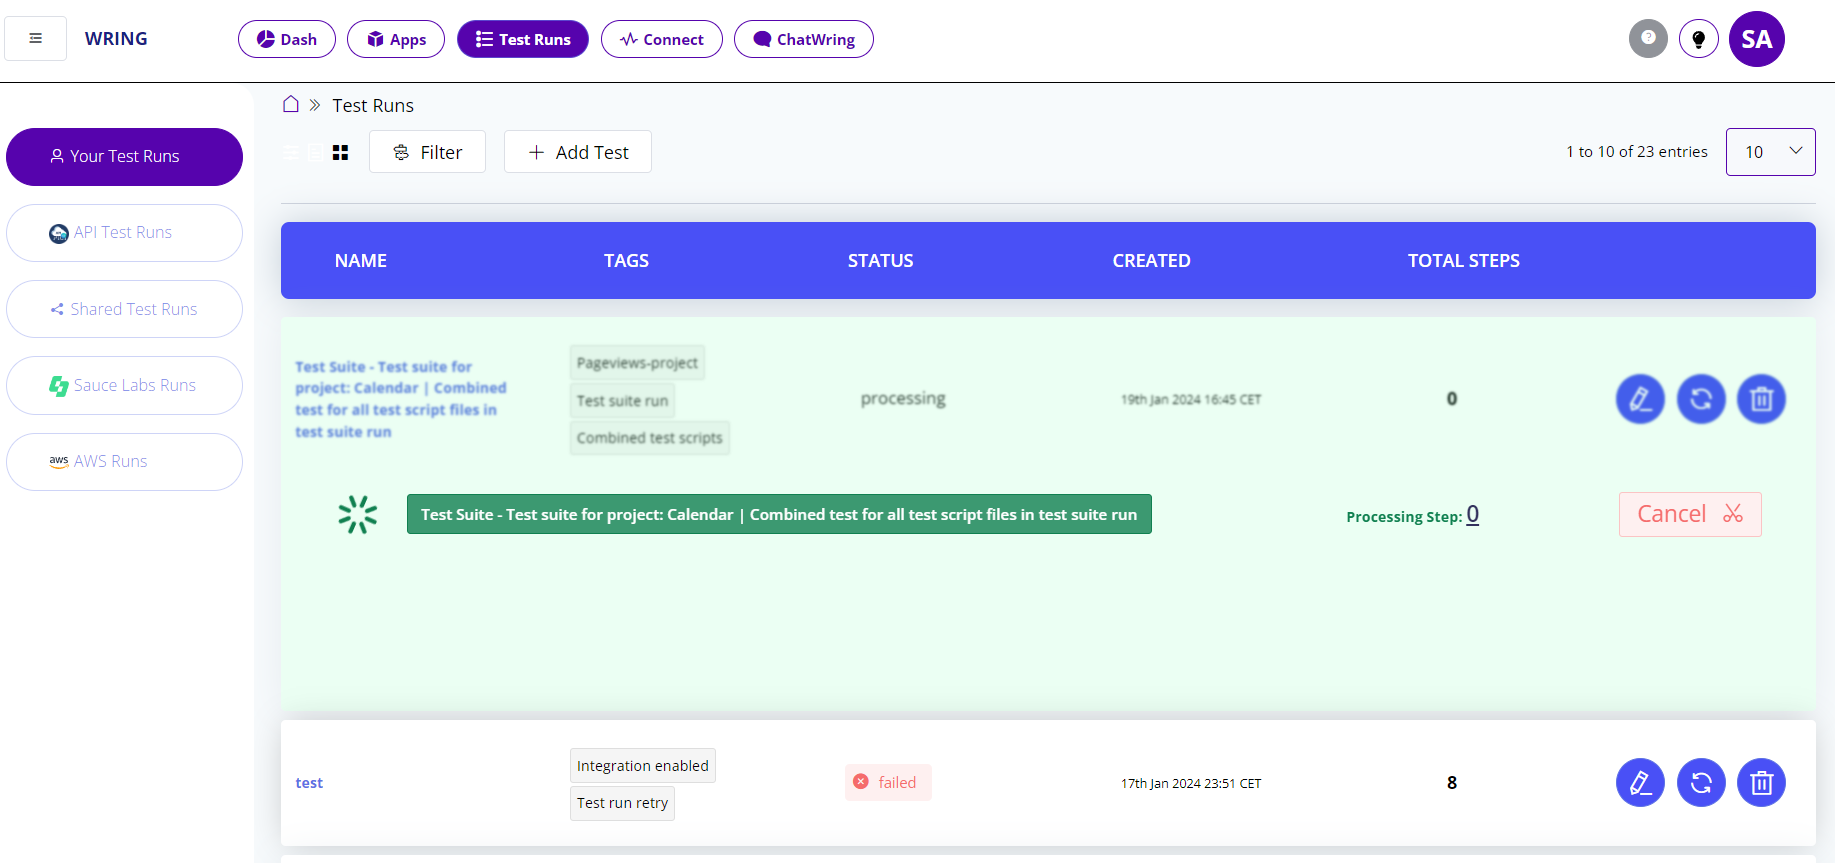 WRING
Dash
Apps
Test Runs
Connect
ChatWring
?
SA
Your Test Runs
API Test Runs
Shared Test Runs
Sauce Labs Runs
aws AWS Runs
Test Runs
Filter
Add Test
1 to 10 of 23 entries
10
NAME TAGS STATUS CREATED TOTAL STEPS
Test Suite - Test suite for
project: Calendar | Combined
test for all test script files in
test suite run
Pageviews-project
Test suite run
Combined test scripts
processing
19th Jan 2024 16:45 CET
0
Test Suite - Test suite for project: Calendar | Combined test for all test script files in test suite run
Processing Step: 0
Cancel
test
Integration enabled
Test run retry
failed
17th Jan 2024 23:51 CET
8